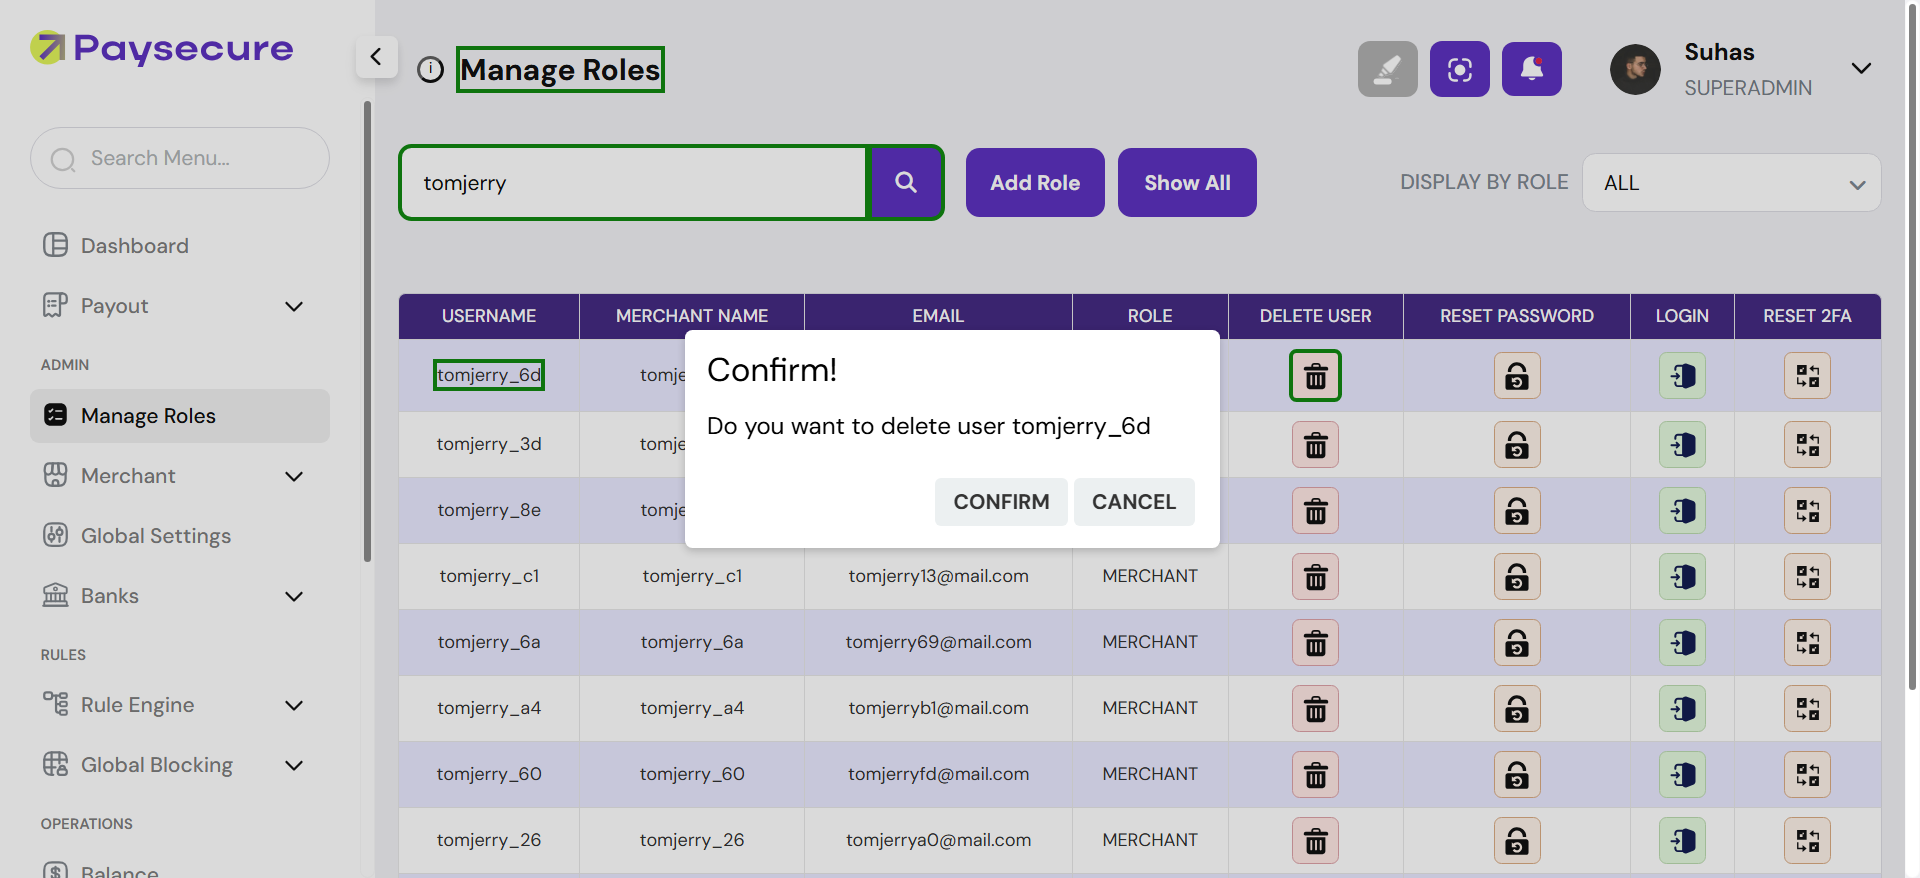 Paysecure
Manage Roles
Suhas
SUPERADMIN
Search Menu...
tomjerry
Add Role
Show All
DISPLAY BY ROLE
ALL
Dashboard
Payout
ADMIN
Manage Roles
Merchant
Global Settings
Banks
RULES
Rule Engine
Global Blocking
OPERATIONS
Balance
USERNAME MERCHANT NAME EMAIL ROLE DELETE USER RESET PASSWORD LOGIN RESET 2FA
tomjerry_6d tomje
tomjerry_3d tomje
tomjerry_8e tomje
tomjerry_c1 tomjerry_c1 tomjerry13@mail.com MERCHANT
tomjerry_6a tomjerry_6a tomjerry69@mail.com MERCHANT
tomjerry_a4 tomjerry_a4 tomjerryb1@mail.com MERCHANT
tomjerry_60 tomjerry_60 tomjerryfd@mail.com MERCHANT
tomjerry_26 tomjerry_26 tomjerrya0@mail.com MERCHANT
Confirm!
Do you want to delete user tomjerry_6d
CONFIRM CANCEL